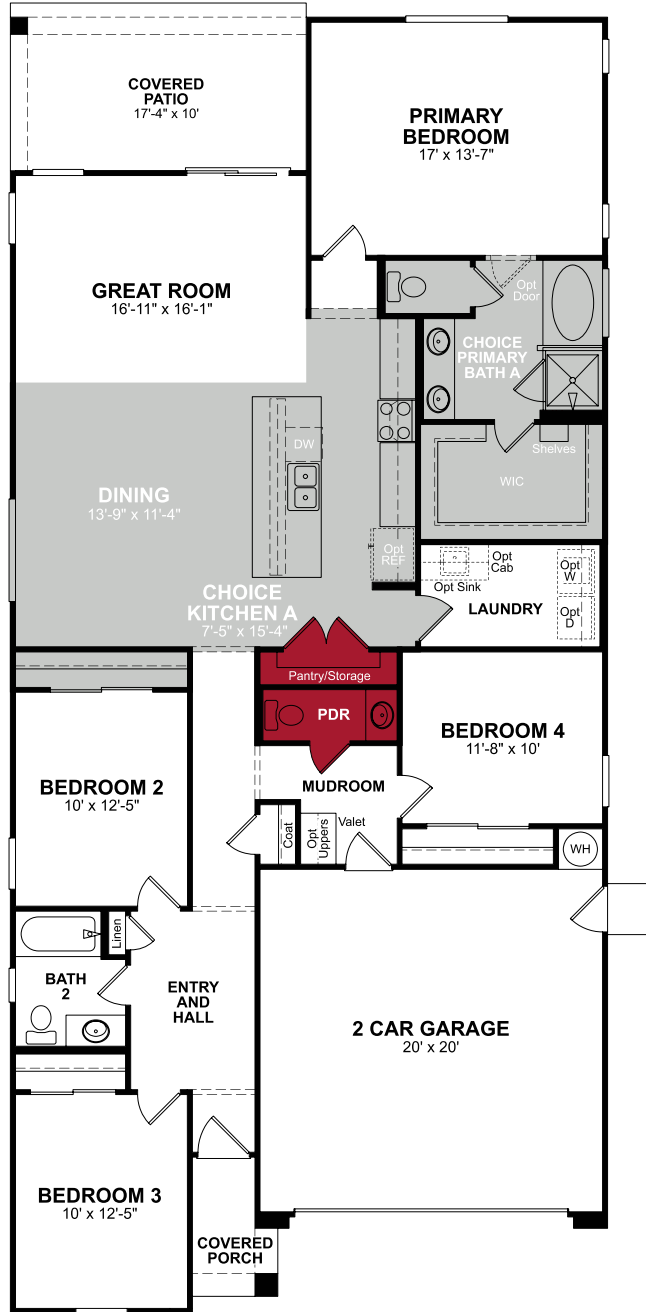 COVERED
PATIO
17'-4" x 10'
PRIMARY
BEDROOM
17' x 13'-7"
GREAT ROOM
16'-11" x 16'-1"
Opt
Door
CHOICE
PRIMARY
BATH A
DW
Shelves
WIC
DINING
13'-9" x 11'-4"
Opt
REF
Opt
Cab
Opt Sink
Opt
W
Opt
D
LAUNDRY
CHOICE
KITCHEN A
7'-5" x 15'-4"
Pantry/Storage
PDR
BEDROOM 4
11'-8" x 10'
BEDROOM 2
10' x 12'-5"
MUDROOM
Coat
Opt
Uppers
Valet
WH
Linen
BATH
2
ENTRY
AND
HALL
2 CAR GARAGE
20' x 20'
BEDROOM 3
10' x 12'-5"
COVERED
PORCH